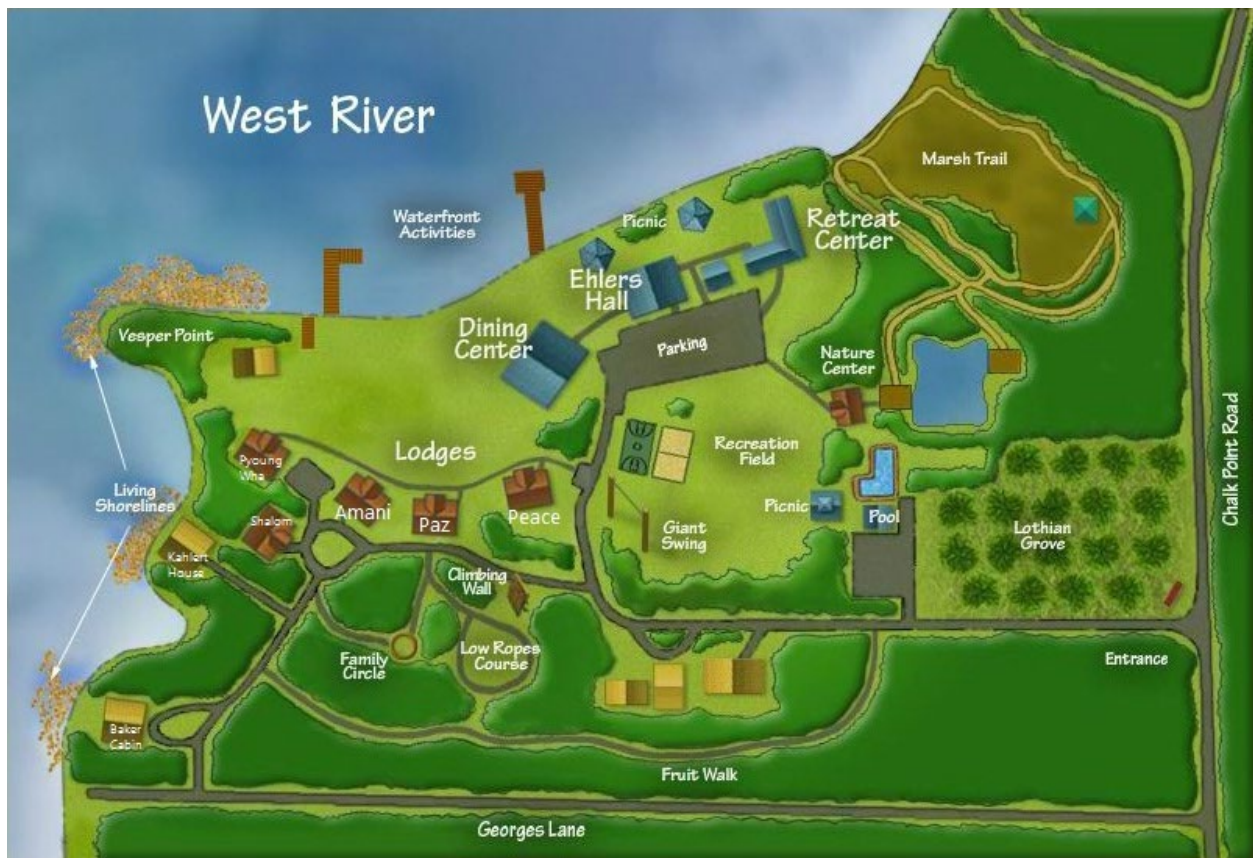 West River
Marsh Trail
Waterfront
Activities
Picnic
Retreat
Center
Ehlers
Hall
Vesper Point
Dining
Center
Parking
Nature
Center
Chalk Point Road
Lodges
Recreation
Field
Pyoung
Wha
Living
Shorelines
Amani
Paz
Peace
Shalom
Picnic
Pool
Giant
Swing
Lothian
Grove
Kahlert
House
Climbing
Wall
Low Ropes
Course
Family
Circle
Entrance
Baker
Cabin
Fruit Walk
Georges Lane